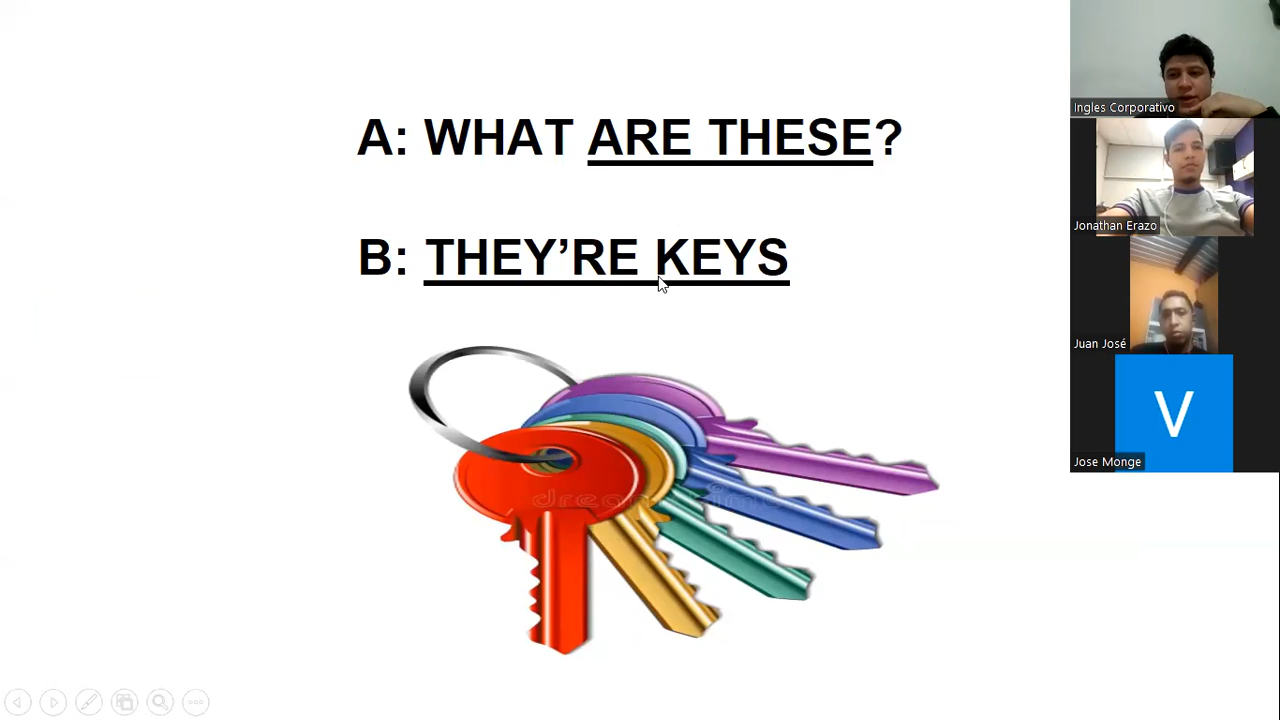 A: WHAT ARE THESE?
B: THEY’RE KEYS
Ingles Corporativo
Jonathan Erazo
Juan José
V
Jose Monge